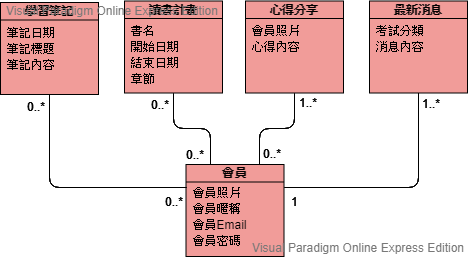 Visual Paradigm Online Express Edition
學習筆記
筆記日期
筆記標題
筆記內容
讀書計畫
書名
開始日期
結束日期
章節
心得分享
會員照片
心得內容
最新消息
考試分類
消息內容
0..*
0..*
1..*
1..*
0..*
0..*
0..*
1
會員
會員照片
會員暱稱
會員Email
會員密碼
Visual Paradigm Online Express Edition